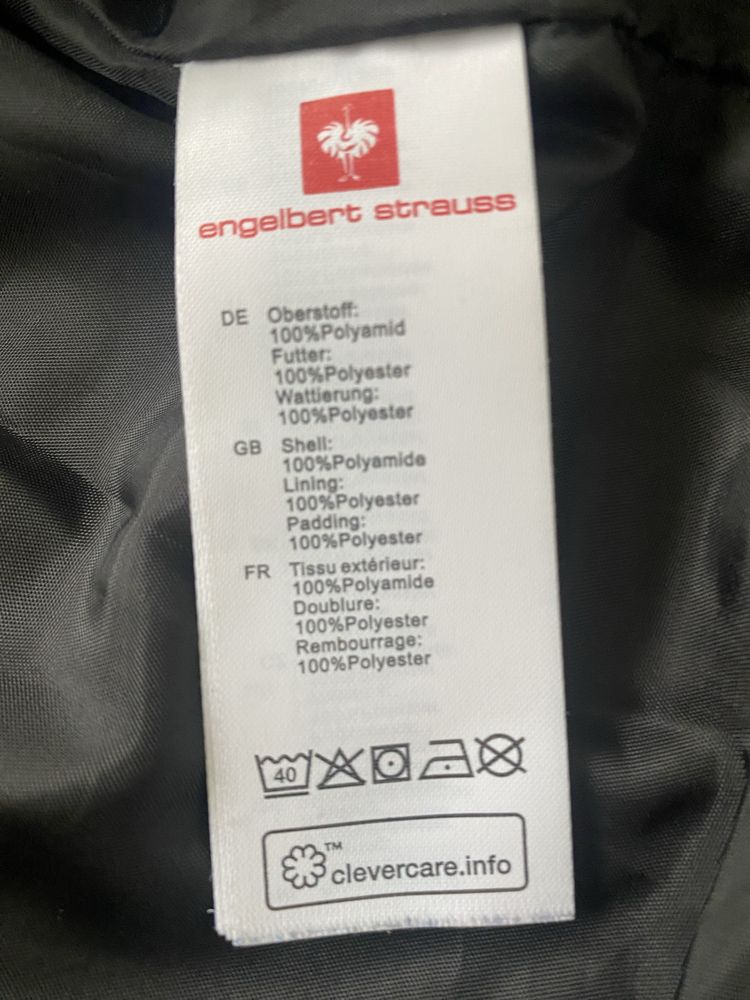 engelbert strauss
DE Oberstoff:
100%Polyamid
Futter:
100%Polyester
Wattierung:
100%Polyester
GB Shell:
100%Polyamide
Lining:
100%Polyester
Padding:
100%Polyester
FR Tissu extérieur:
100%Polyamide
Doublure:
100%Polyester
Rembourrage:
100%Polyester
40
™clevercare.info